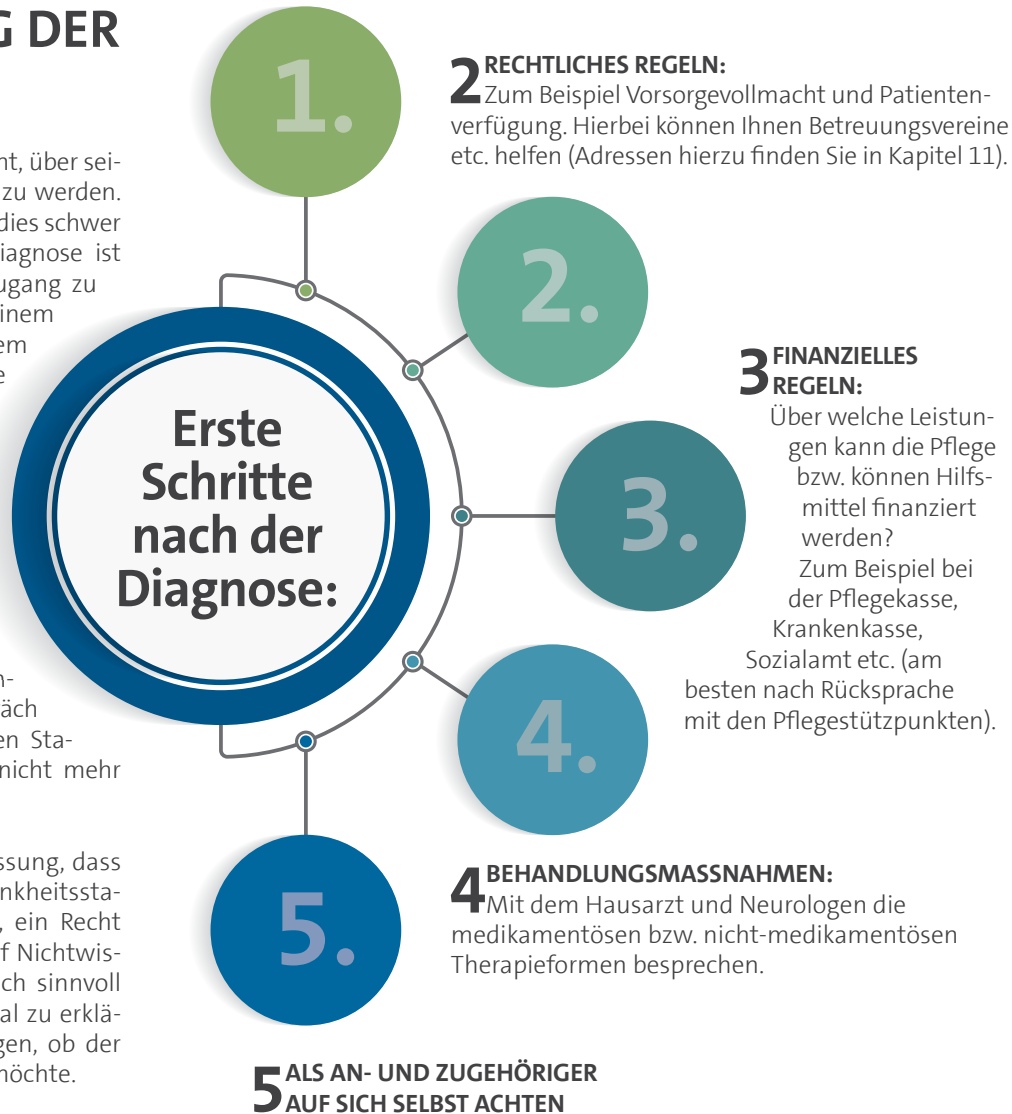 G DER
nt, über sei-
zu werden.
dies schwer
iagnose ist
ugang zu
inem
em
e
n-
äch
en Sta-
nicht mehr
ssung, dass
nkheitssta-
, ein Recht
f Nichtwis-
ch sinnvoll
al zu erklä-
gen, ob der
möchte.
Erste
Schritte
nach der
Diagnose:
1.
2.
3.
4.
5.
2 RECHTLICHES REGELN:
Zum Beispiel Vorsorgevollmacht und Patienten-
verfügung. Hierbei können Ihnen Betreuungsvereine
etc. helfen (Adressen hierzu finden Sie in Kapitel 11).
3 FINANZIELLES
REGELN:
Über welche Leistun-
gen kann die Pflege
bzw. können Hilfs-
mittel finanziert
werden?
Zum Beispiel bei
der Pflegekasse,
Krankenkasse,
Sozialamt etc. (am
besten nach Rücksprache
mit den Pflegestützpunkten).
4 BEHANDLUNGSMASSNAHMEN:
Mit dem Hausarzt und Neurologen die
medikamentösen bzw. nicht-medikamentösen
Therapieformen besprechen.
5 ALS AN- UND ZUGEHÖRIGER
AUF SICH SELBST ACHTEN